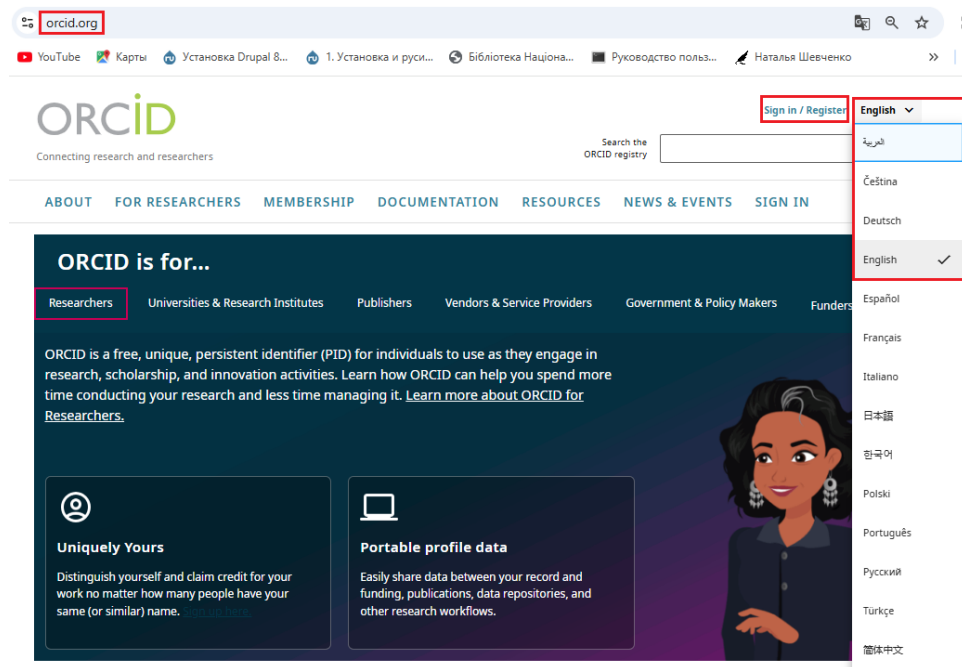 orcid.org
YouTube Карты Установка Drupal 8... 1. Установка и руси... Бібліотека Націона... Руководство польз... Наталья Шевченко »
ORCID
Connecting research and researchers
Sign in / Register
English
Search the
ORCID registry
ABOUT FOR RESEARCHERS MEMBERSHIP DOCUMENTATION RESOURCES NEWS & EVENTS SIGN IN
ORCID is for...
Researchers Universities & Research Institutes Publishers Vendors & Service Providers Government & Policy Makers Funders
ORCID is a free, unique, persistent identifier (PID) for individuals to use as they engage in
research, scholarship, and innovation activities. Learn how ORCID can help you spend more
time conducting your research and less time managing it. Learn more about ORCID for
Researchers.
Uniquely Yours
Distinguish yourself and claim credit for your
work no matter how many people have your
same (or similar) name. Sign up here.
Portable profile data
Easily share data between your record and
funding, publications, data repositories, and
other research workflows.
العربية
Čeština
Deutsch
English
Español
Français
Italiano
日本語
한국어
Polski
Português
Русский
Türkçe
简体中文